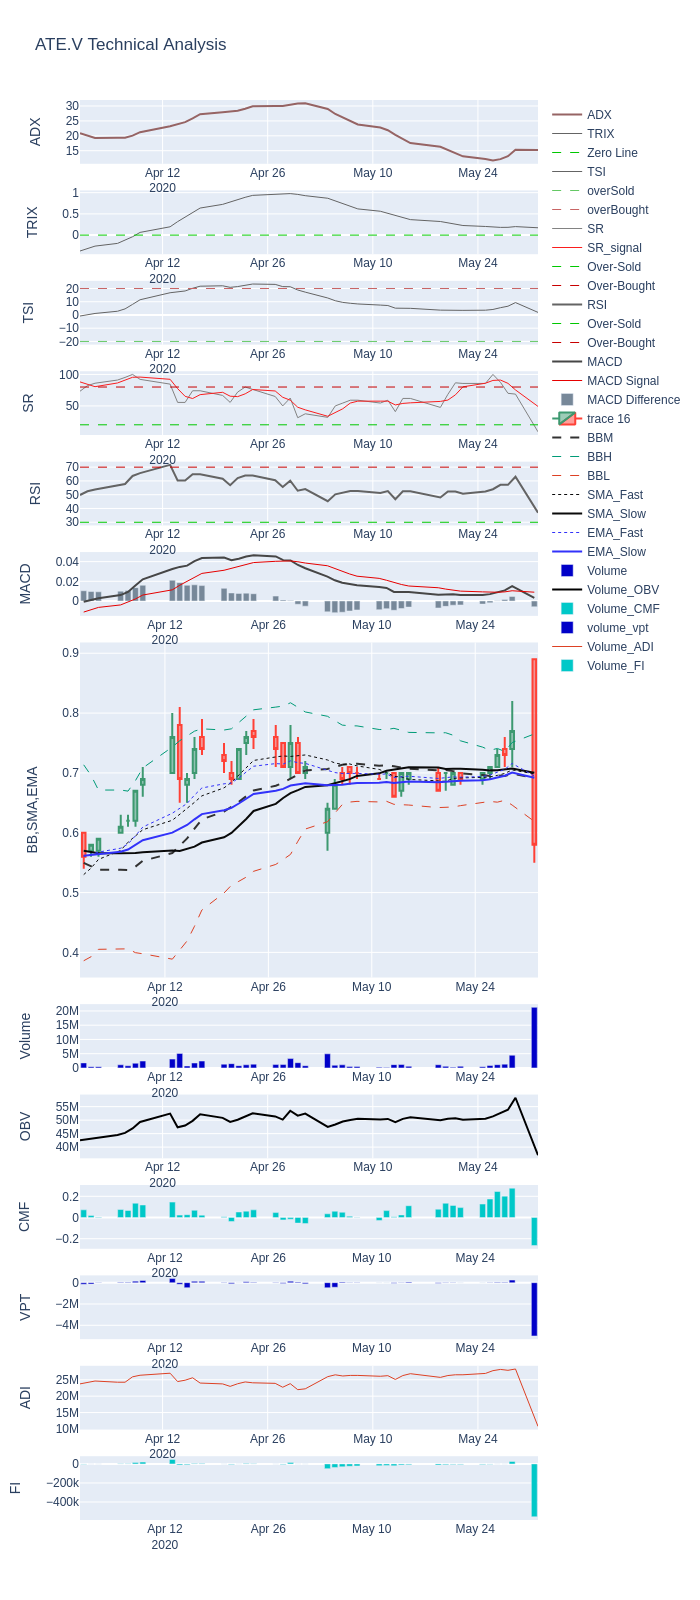 ATE.V Technical Analysis
ADX
30
25
20
15
Apr 12
2020
Apr 26
May 10
May 24
TRIX
1
0.5
0
Apr 12
2020
Apr 26
May 10
May 24
TSI
20
10
0
−10
−20
Apr 12
2020
Apr 26
May 10
May 24
SR
100
50
Apr 12
2020
Apr 26
May 10
May 24
RSI
70
60
50
40
30
Apr 12
2020
Apr 26
May 10
May 24
MACD
0.04
0.02
0
Apr 12
2020
Apr 26
May 10
May 24
BB,SMA,EMA
0.9
0.8
0.7
0.6
0.5
0.4
Apr 12
2020
Apr 26
May 10
May 24
Volume
20M
15M
10M
5M
0
Apr 12
2020
Apr 26
May 10
May 24
OBV
55M
50M
45M
40M
Apr 12
2020
Apr 26
May 10
May 24
CMF
0.2
0
−0.2
Apr 12
2020
Apr 26
May 10
May 24
VPT
0
−2M
−4M
Apr 12
2020
Apr 26
May 10
May 24
ADI
25M
20M
15M
10M
Apr 12
2020
Apr 26
May 10
May 24
FI
0
−200k
−400k
Apr 12
2020
Apr 26
May 10
May 24
ADX
TRIX
Zero Line
TSI
overSold
overBought
SR
SR_signal
Over-Sold
Over-Bought
RSI
Over-Sold
Over-Bought
MACD
MACD Signal
MACD Difference
trace 16
BBM
BBH
BBL
SMA_Fast
SMA_Slow
EMA_Fast
EMA_Slow
Volume
Volume_OBV
Volume_CMF
volume_vpt
Volume_ADI
Volume_FI